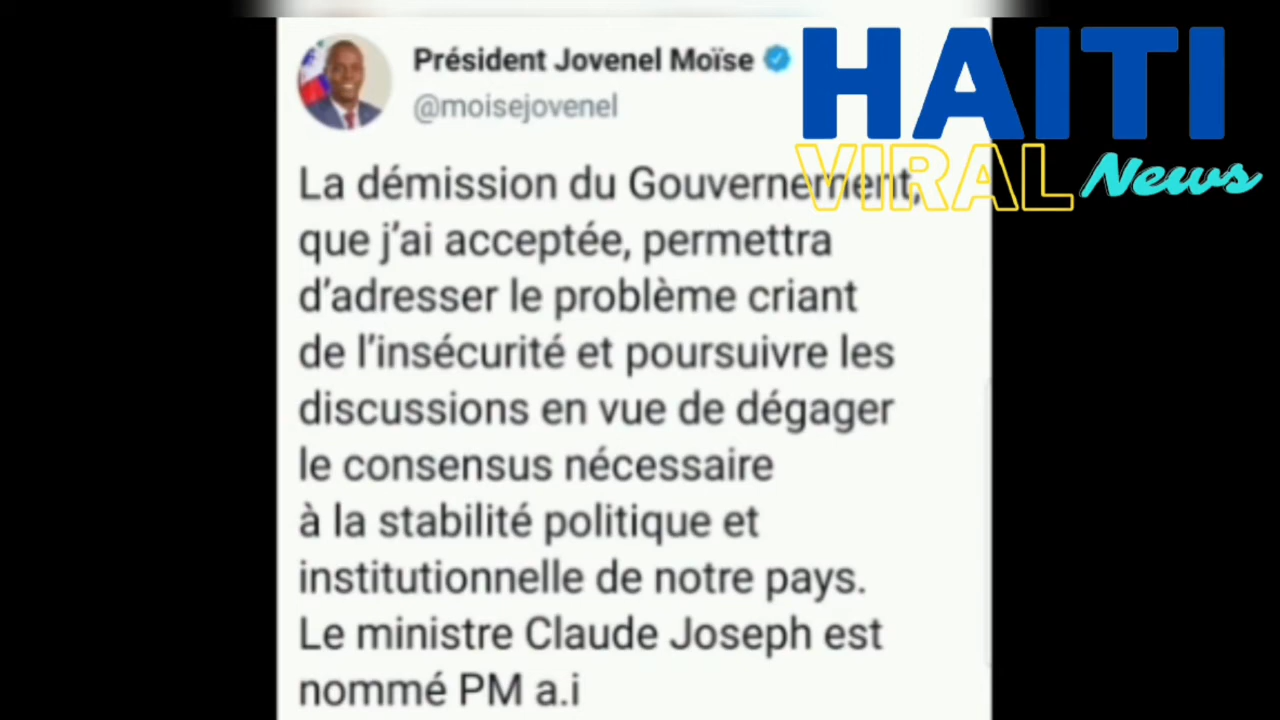 Président Jovenel Moïse
@moisejovenel
HAITI
VIRAL News
La démission du Gouvernement,
que j’ai acceptée, permettra
d’adresser le problème criant
de l’insécurité et poursuivre les
discussions en vue de dégager
le consensus nécessaire
à la stabilité politique et
institutionnelle de notre pays.
Le ministre Claude Joseph est
nommé PM a.i